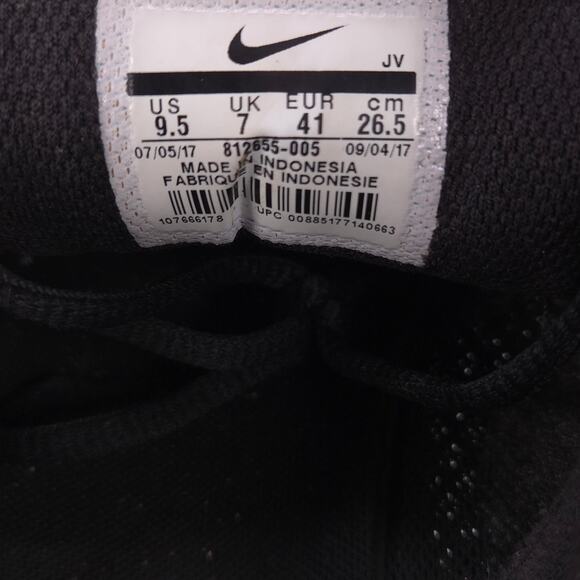 JV
US UK EUR cm
9.5 7 41 26.5
07/05/17 812655-005 09/04/17
MADE IN INDONESIA
FABRIQUE EN INDONESIE
107666178 UPC 00885177140663